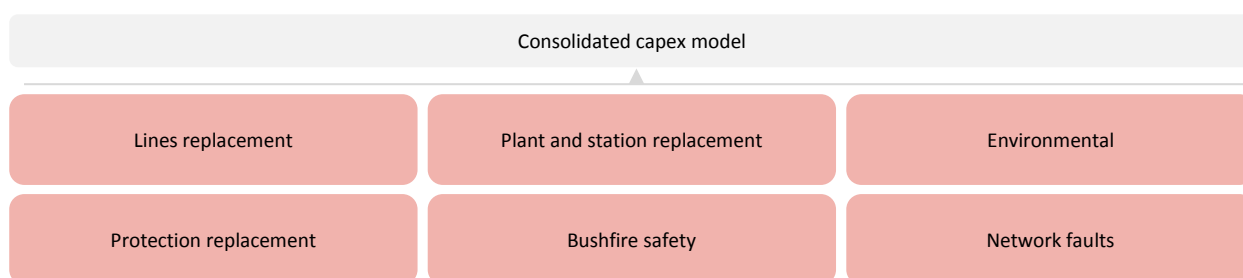 Consolidated capex model
Lines replacement
Plant and station replacement
Environmental
Protection replacement
Bushfire safety
Network faults